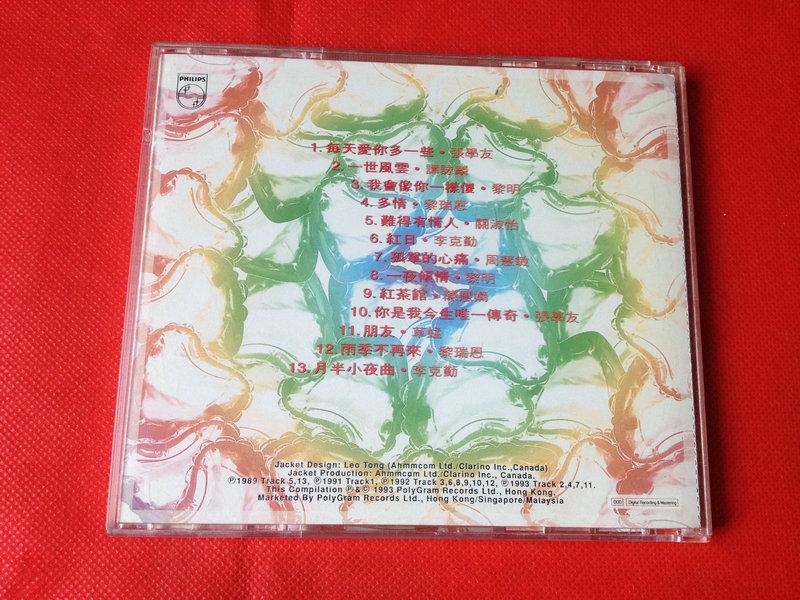 PHILIPS
1. 每天愛你多一些・張學友
2. 一世風雲・譚詠麟
3. 我會像你一樣傻・黎明
4. 多情・黎瑞恩
5. 難得有情人・關淑怡
6. 紅日・李克勤
7. 孤單的心痛・周慧敏
8. 一夜傾情・黎明
9. 紅茶館・陳慧嫻
10. 你是我今生唯一傳奇・張學友
11. 朋友・草蜢
12. 雨季不再來・黎瑞恩
13. 月半小夜曲・李克勤
Jacket Design: Leo Tong (Ahmmcom Ltd./Clarino Inc.,Canada)
Jacket Production: Ahmmcom Ltd./Clarino Inc., Canada.
℗1989 Track 5,13, ℗1991 Track1, ℗1992 Track 3,6,8,9,10,12, ℗1993 Track 2,4,7,11.
This Compilation ℗&© 1993 PolyGram Records Ltd., Hong Kong.
Marketed By PolyGram Records Ltd., Hong Kong/Singapore/Malaysia
DDD Digital Recording & Mastering